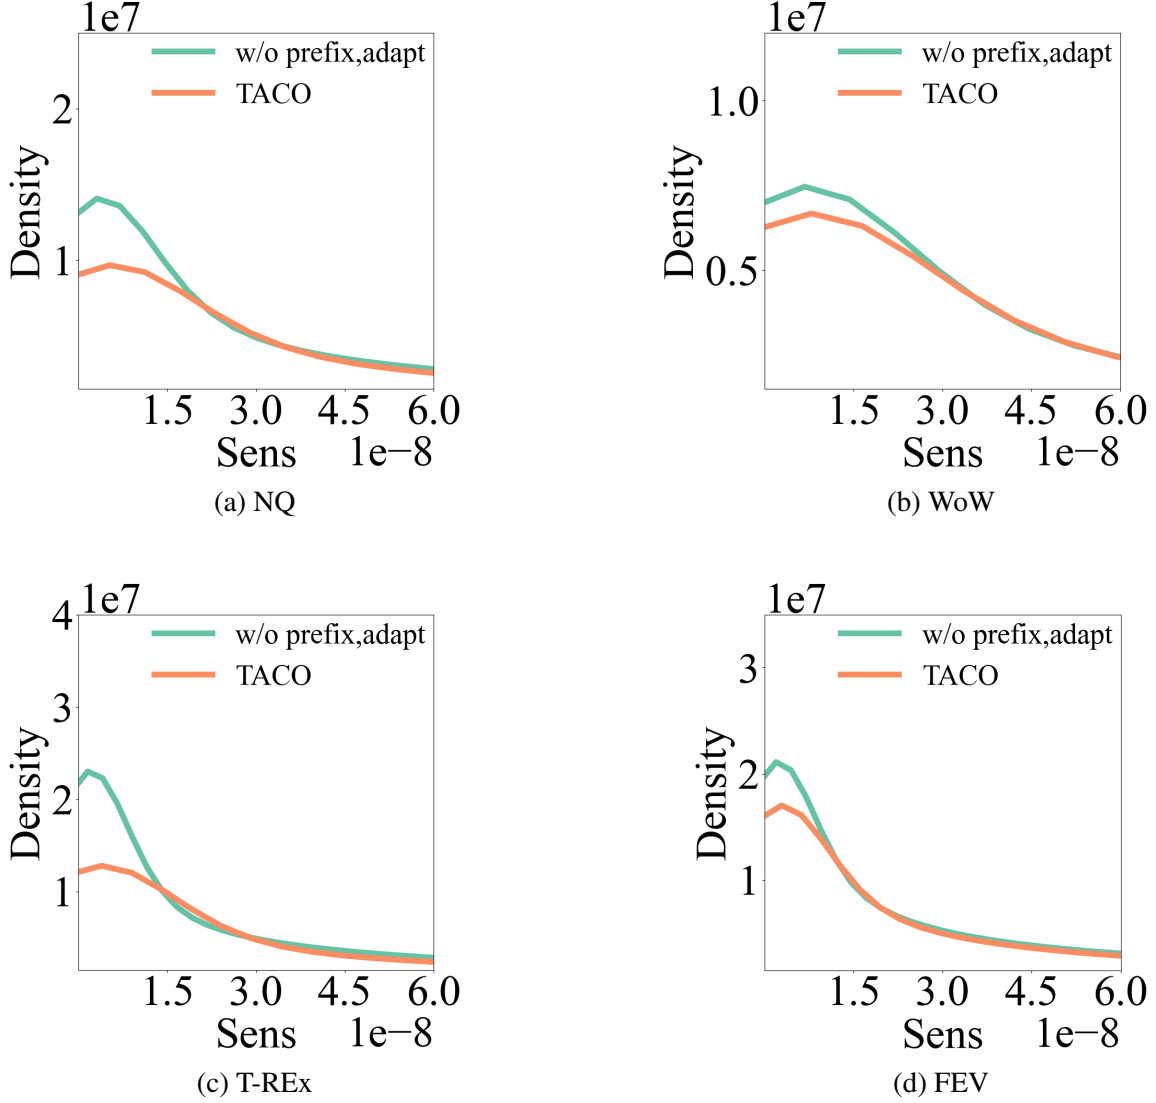 1e7
w/o prefix,adapt
TACO
2
1
Density
1.5 3.0 4.5 6.0
Sens 1e−8
(a) NQ
1e7
w/o prefix,adapt
TACO
1.0
0.5
Density
1.5 3.0 4.5 6.0
Sens 1e−8
(b) WoW
1e7
w/o prefix,adapt
TACO
4
3
2
1
Density
1.5 3.0 4.5 6.0
Sens 1e−8
(c) T-REx
1e7
w/o prefix,adapt
TACO
3
2
1
Density
1.5 3.0 4.5 6.0
Sens 1e−8
(d) FEV